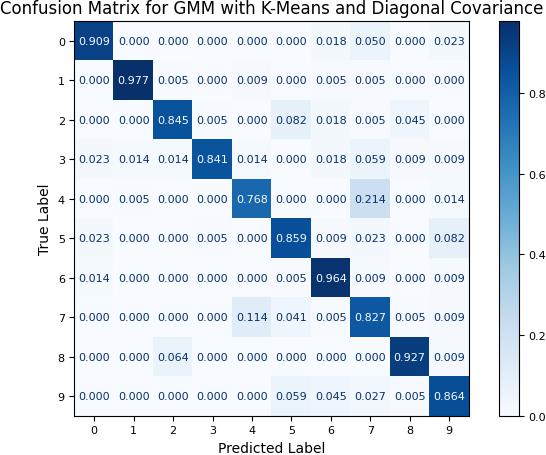 Confusion Matrix for GMM with K-Means and Diagonal Covariance
0 0.909 0.000 0.000 0.000 0.000 0.000 0.018 0.050 0.000 0.023
1 0.000 0.977 0.005 0.000 0.009 0.000 0.005 0.005 0.000 0.000
2 0.000 0.000 0.845 0.005 0.000 0.082 0.018 0.005 0.045 0.000
3 0.023 0.014 0.014 0.841 0.014 0.000 0.018 0.059 0.009 0.009
4 0.000 0.005 0.000 0.000 0.768 0.000 0.000 0.214 0.000 0.014
5 0.023 0.000 0.000 0.005 0.000 0.859 0.009 0.023 0.000 0.082
6 0.014 0.000 0.000 0.000 0.000 0.005 0.964 0.009 0.000 0.009
7 0.000 0.000 0.000 0.000 0.114 0.041 0.005 0.827 0.005 0.009
8 0.000 0.000 0.064 0.000 0.000 0.000 0.000 0.000 0.927 0.009
9 0.000 0.000 0.000 0.000 0.000 0.059 0.045 0.027 0.005 0.864
0 1 2 3 4 5 6 7 8 9
Predicted Label
True Label
0.8
0.6
0.4
0.2
0.0